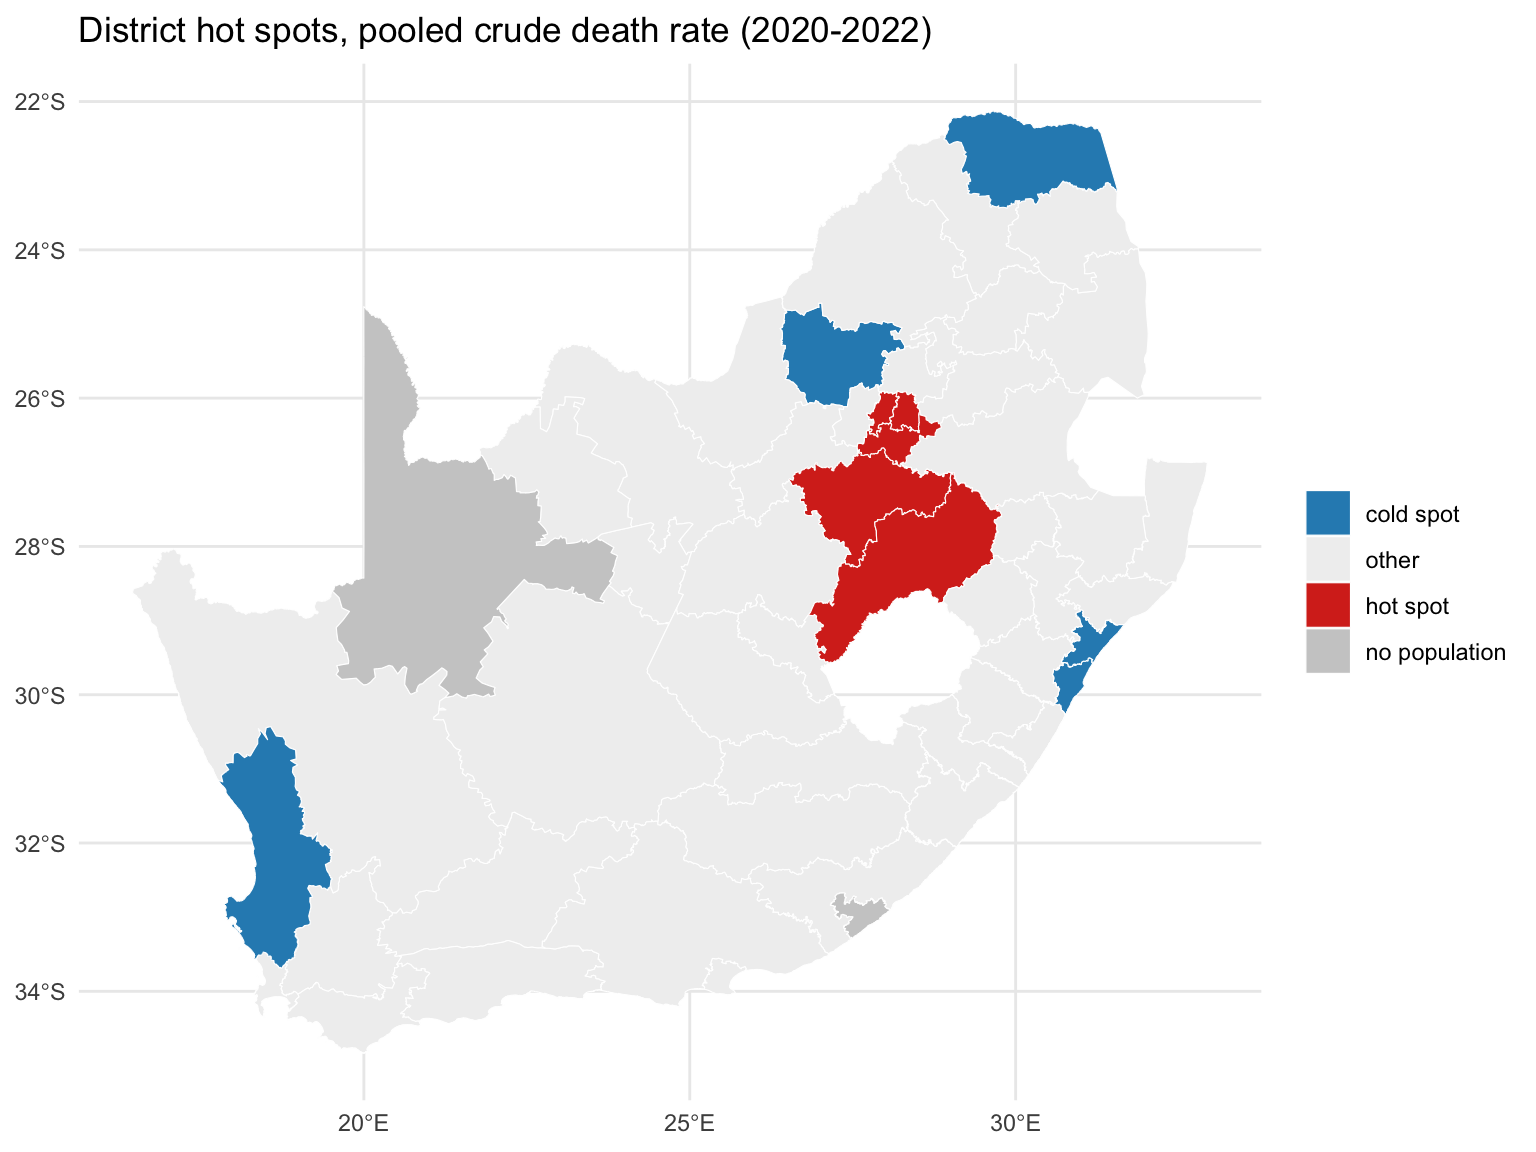 District hot spots, pooled crude death rate (2020-2022)
22°S
24°S
26°S
28°S
30°S
32°S
34°S
20°E
25°E
30°E
cold spot
other
hot spot
no population